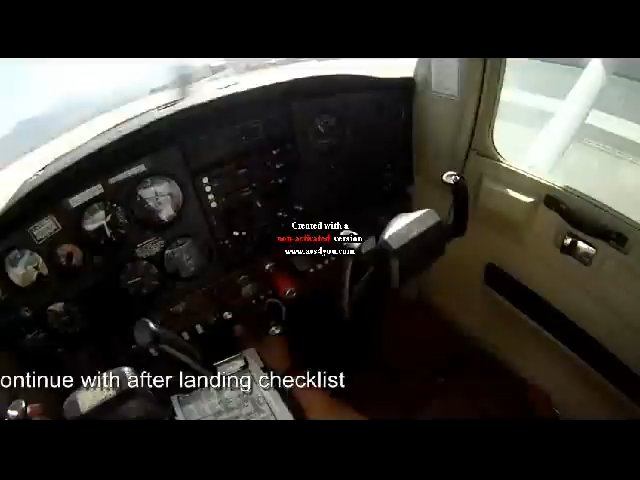 Created with a
non-activated version
www.avs4you.com
ontinue with after landing checklist